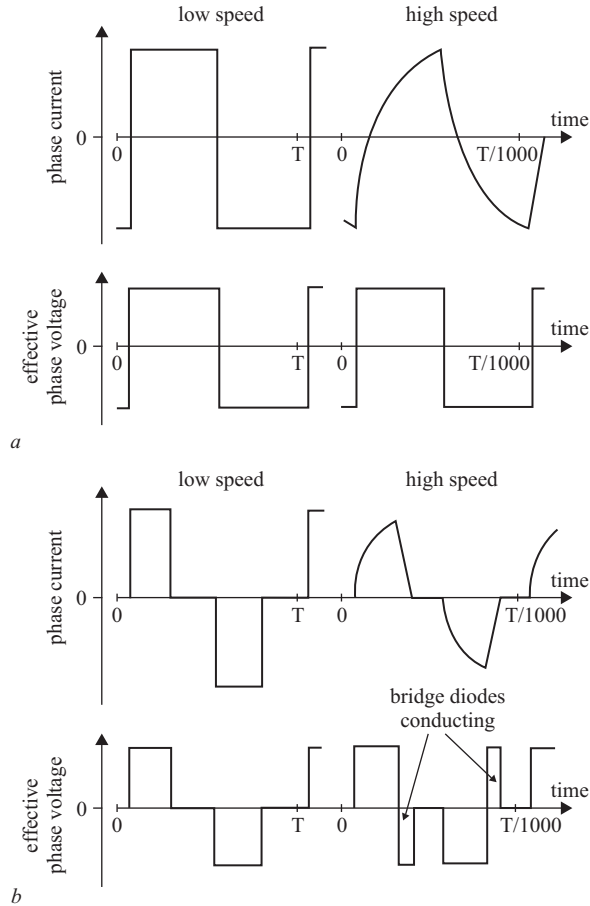 low speed
high speed
phase current
0
0
T
0
T/1000
time
effective
phase voltage
0
0
T
0
T/1000
time
a
low speed
high speed
phase current
0
0
T
0
T/1000
time
bridge diodes
conducting
effective
phase voltage
0
0
T
0
T/1000
time
b